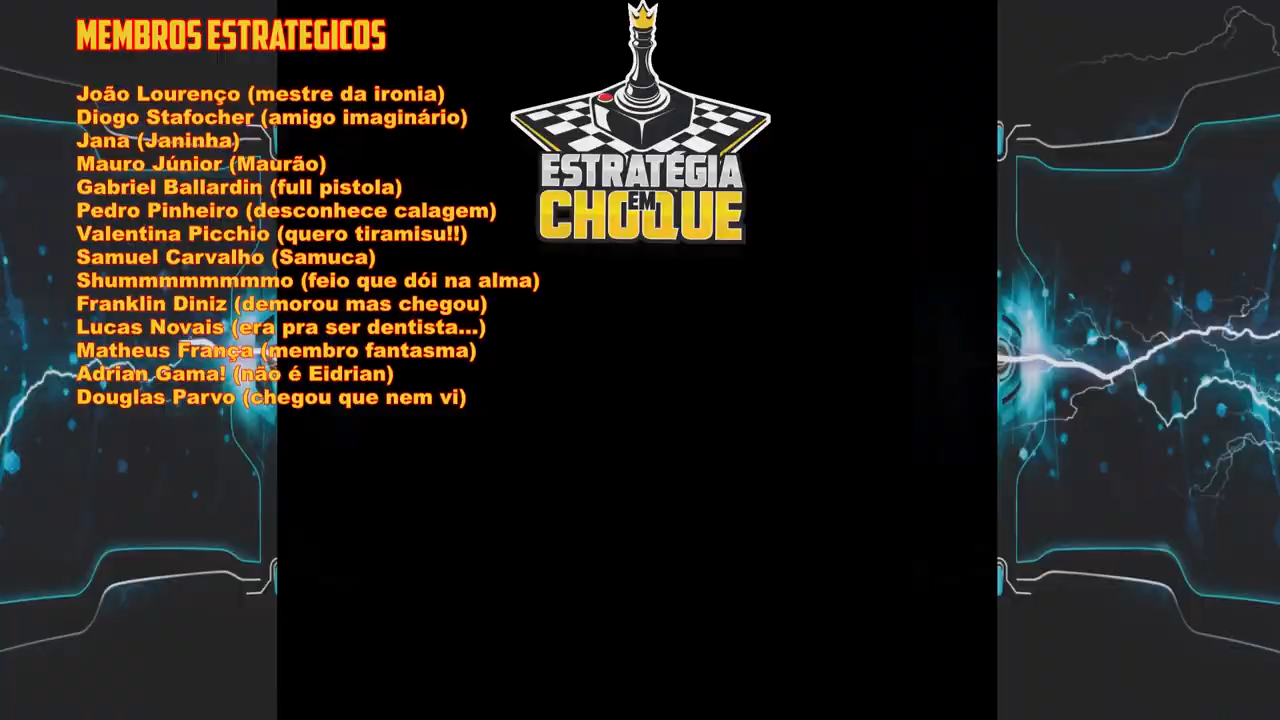 MEMBROS ESTRATEGICOS
João Lourenço (mestre da ironia)
Diogo Stafocher (amigo imaginário)
Jana (Janinha)
Mauro Júnior (Maurão)
Gabriel Ballardin (full pistola)
Pedro Pinheiro (desconhece calagem)
Valentina Picchio (quero tiramisu!!)
Samuel Carvalho (Samuca)
Shummmmmmmmo (feio que dói na alma)
Franklin Diniz (demorou mas chegou)
Lucas Novais (era pra ser dentista...)
Matheus França (membro fantasma)
Adrian Gama! (não é Eidrian)
Douglas Parvo (chegou que nem vi)
ESTRATÉGIA
EM
CHOQUE